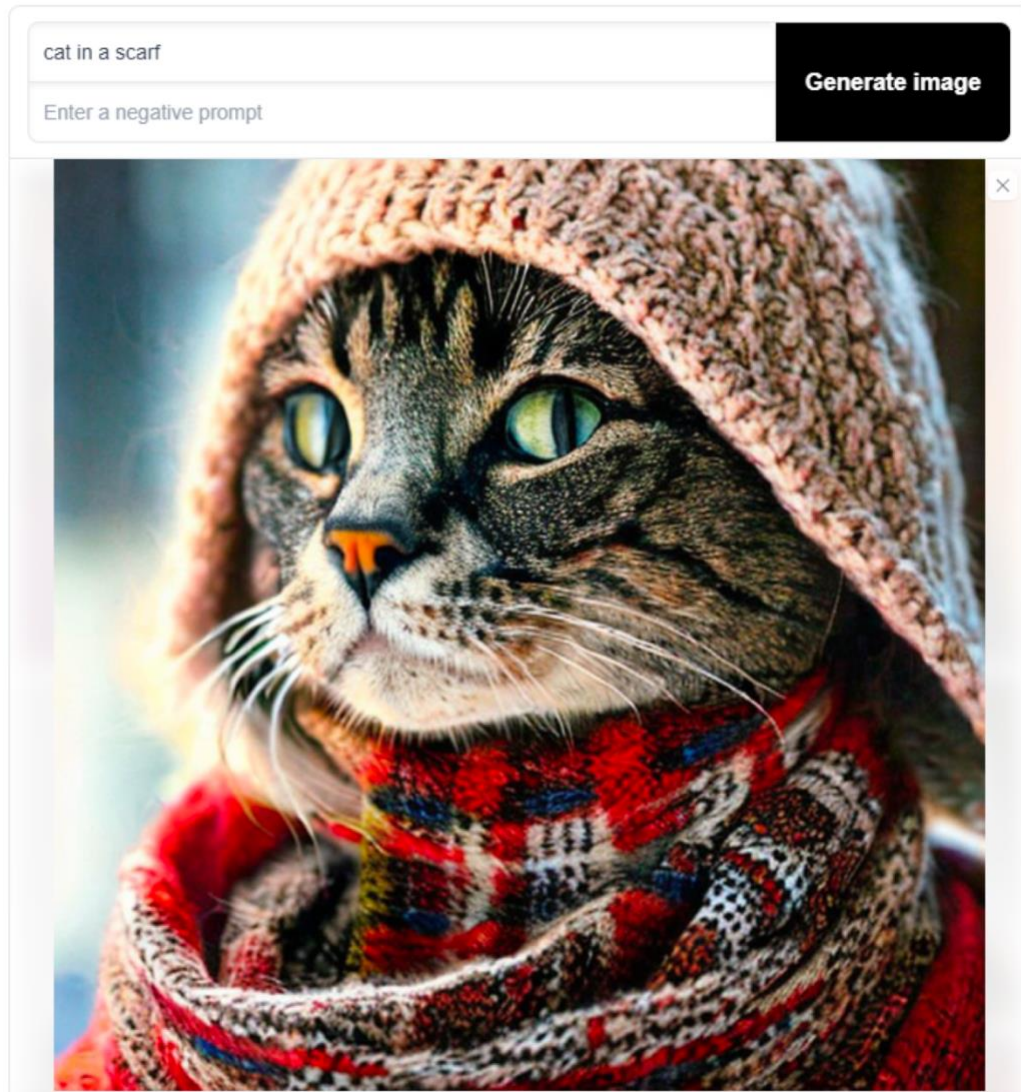 cat in a scarf
Enter a negative prompt
Generate image